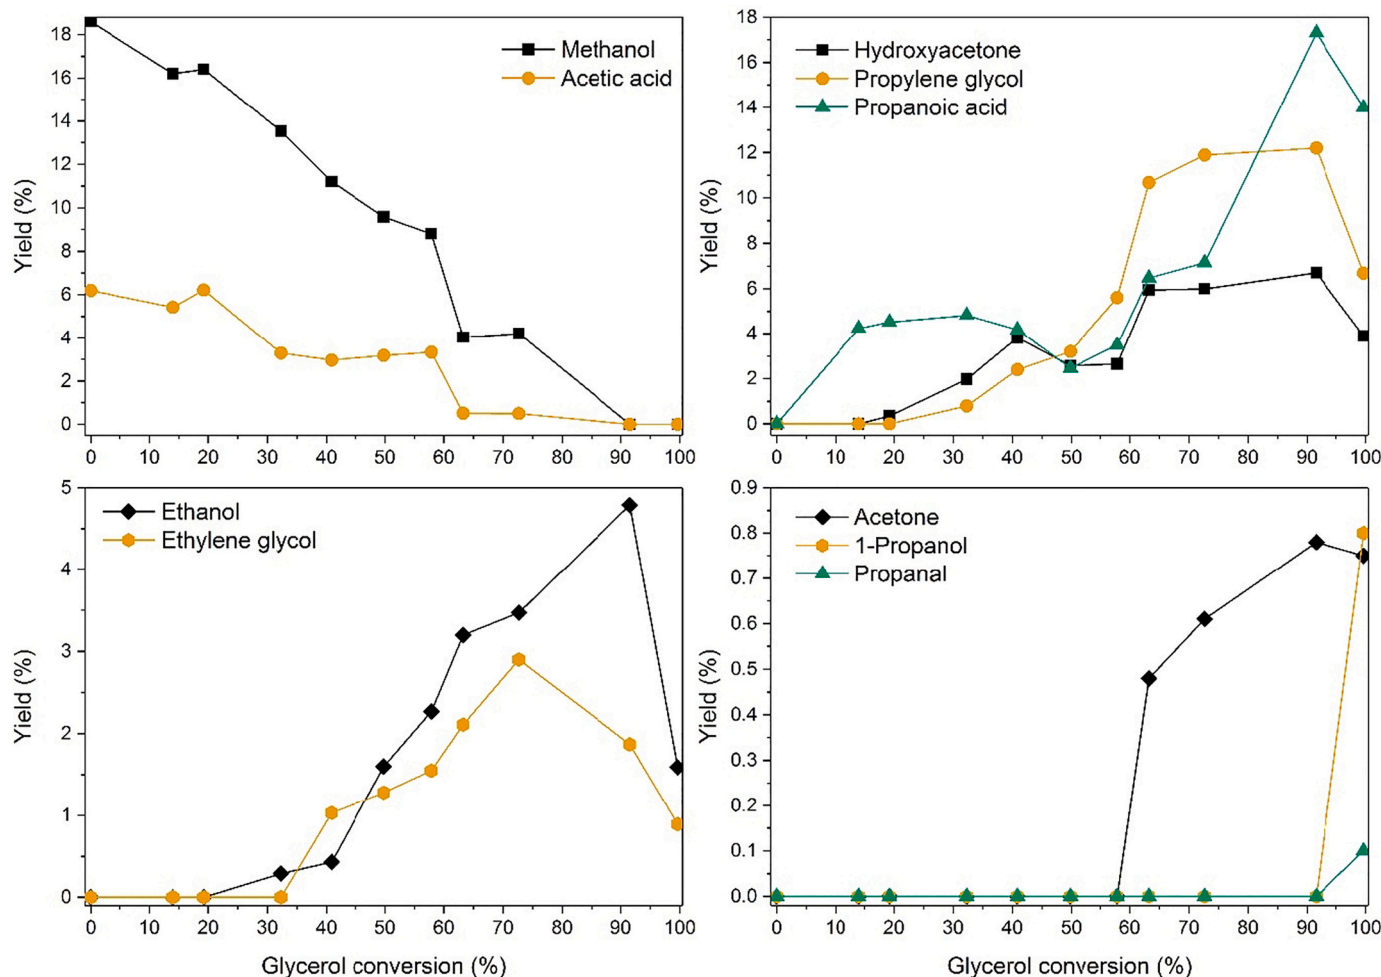 Methanol
Acetic acid
Yield (%)
18
16
14
12
10
8
6
4
2
0
0 10 20 30 40 50 60 70 80 90 100
Hydroxyacetone
Propylene glycol
Propanoic acid
Yield (%)
18
16
14
12
10
8
6
4
2
0
0 10 20 30 40 50 60 70 80 90 100
Ethanol
Ethylene glycol
Yield (%)
5
4
3
2
1
0
0 10 20 30 40 50 60 70 80 90 100
Glycerol conversion (%)
Acetone
1-Propanol
Propanal
Yield (%)
0.9
0.8
0.7
0.6
0.5
0.4
0.3
0.2
0.1
0.0
0 10 20 30 40 50 60 70 80 90 100
Glycerol conversion (%)